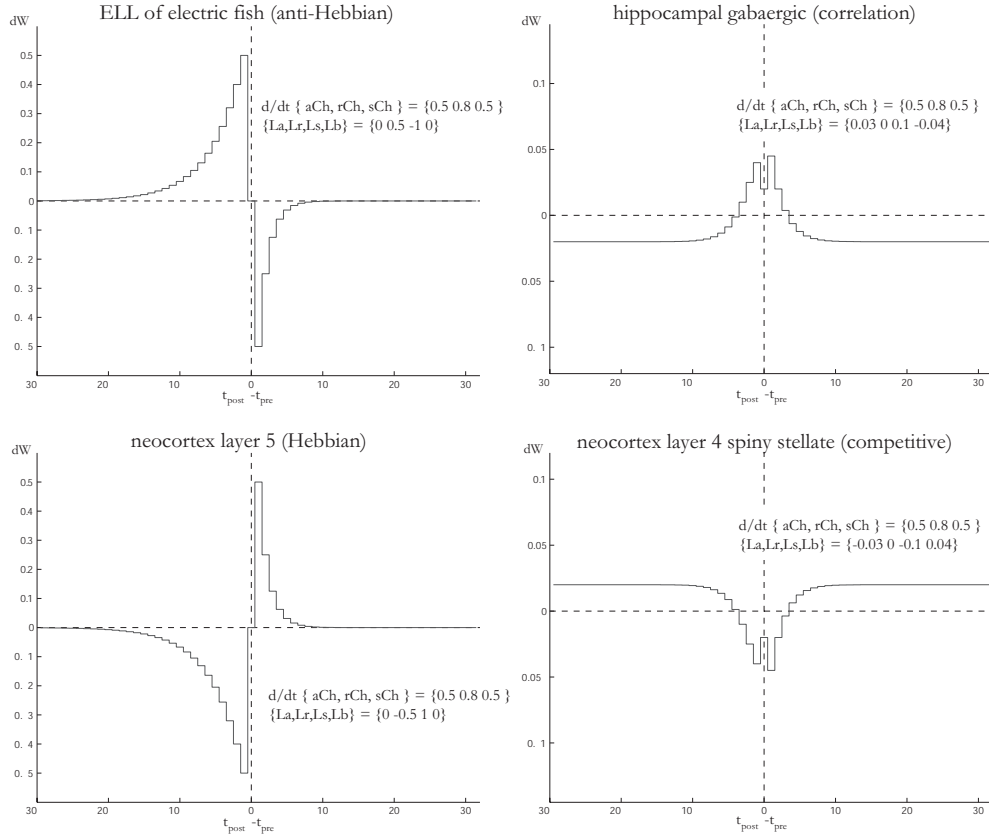 ELL of electric fish (anti-Hebbian)
dW
0.5
0.4
0.3
0.2
0.1
0
0. 1
0. 2
0. 3
0. 4
0. 5
d/dt { aCh, rCh, sCh } = {0.5 0.8 0.5 }
{La,Lr,Ls,Lb} = {0 0.5 -1 0}
30 20 10 0 10 20 30
tpost -tpre
hippocampal gabaergic (correlation)
dW
0.1
0.05
0
0.05
0. 1
d/dt { aCh, rCh, sCh } = {0.5 0.8 0.5 }
{La,Lr,Ls,Lb} = {0.03 0 0.1 -0.04}
30 20 10 0 10 20 30
tpost -tpre
neocortex layer 5 (Hebbian)
dW
0.5
0.4
0.3
0.2
0.1
0
0. 1
0. 2
0. 3
0. 4
0. 5
d/dt { aCh, rCh, sCh } = {0.5 0.8 0.5 }
{La,Lr,Ls,Lb} = {0 -0.5 1 0}
30 20 10 0 10 20 30
tpost -tpre
neocortex layer 4 spiny stellate (competitive)
dW
0.1
0.05
0
0.05
0. 1
d/dt { aCh, rCh, sCh } = {0.5 0.8 0.5 }
{La,Lr,Ls,Lb} = {-0.03 0 -0.1 0.04}
30 20 10 0 10 20 30
tpost -tpre